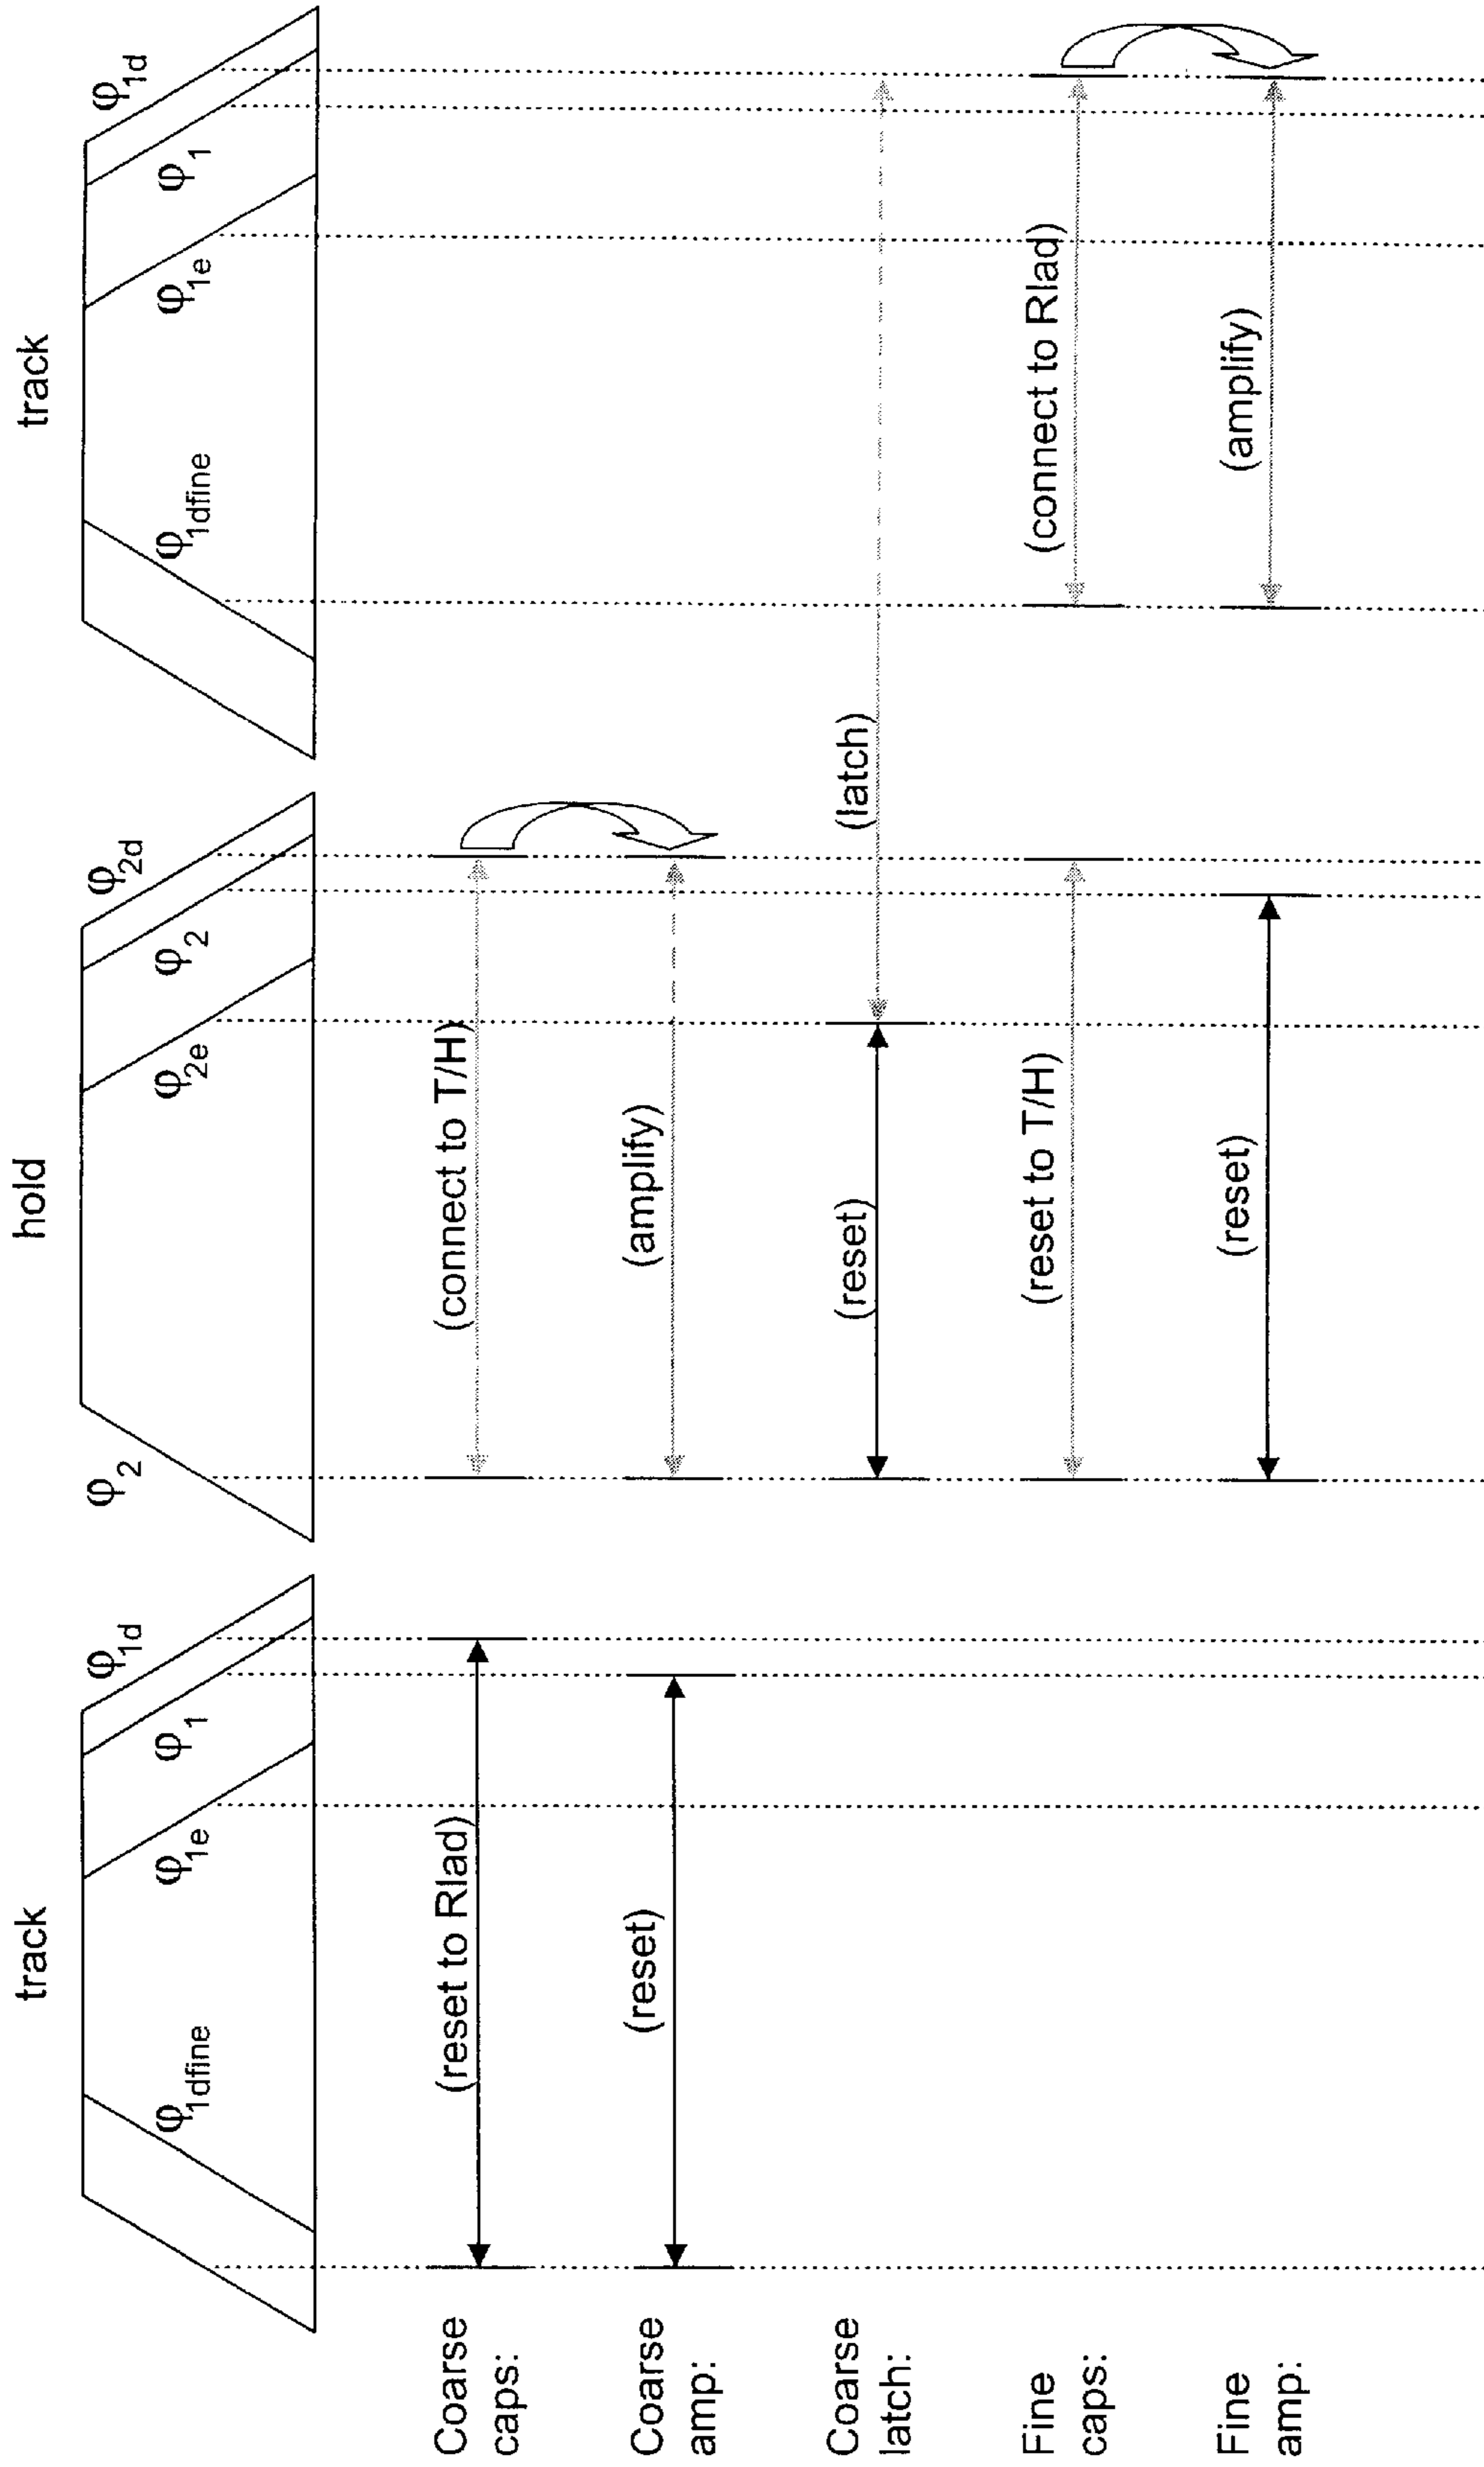 track
hold
track
φ1dfine
φ1e
φ1
φ1d
φ2
φ2e
φ2
φ2d
φ1dfine
φ1e
φ1
φ1d
Coarse
caps:
(reset to Rlad)
(connect to T/H)
Coarse
amp:
(reset)
(amplify)
Coarse
latch:
(reset)
(latch)
Fine
caps:
(reset to T/H)
(connect to Rlad)
Fine
amp:
(reset)
(amplify)